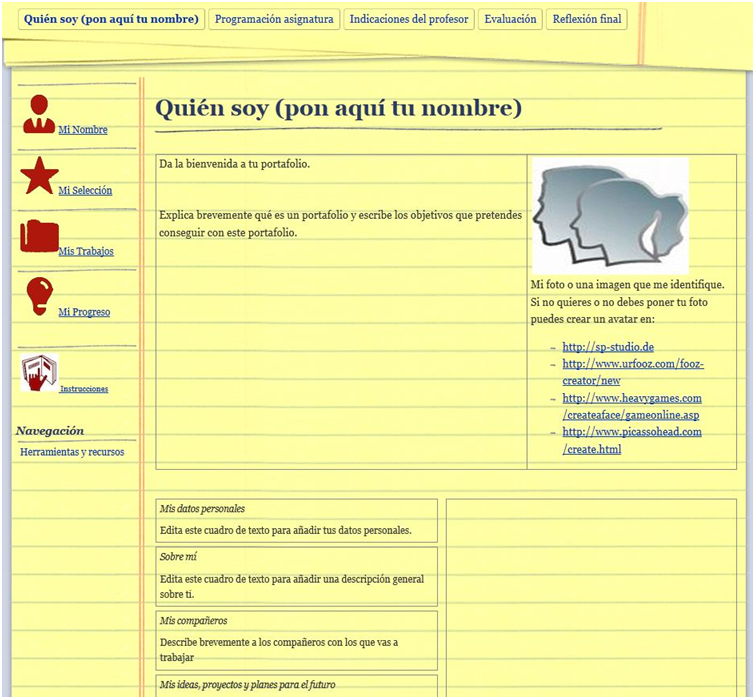 Quién soy (pon aquí tu nombre)
Programación asignatura
Indicaciones del profesor
Evaluación
Reflexión final
Mi Nombre
Mi Selección
Mis Trabajos
Mi Progreso
Instrucciones
Navegación
Herramientas y recursos
Quién soy (pon aquí tu nombre)
Da la bienvenida a tu portafolio.
Explica brevemente qué es un portafolio y escribe los objetivos que pretendes
conseguir con este portafolio.
Mi foto o una imagen que me identifique.
Si no quieres o no debes poner tu foto
puedes crear un avatar en:
– http://sp-studio.de
– http://www.urfooz.com/fooz-
creator/new
– http://www.heavygames.com
/createaface/gameonline.asp
– http://www.picassohead.com
/create.html
Mis datos personales
Edita este cuadro de texto para añadir tus datos personales.
Sobre mí
Edita este cuadro de texto para añadir una descripción general
sobre ti.
Mis compañeros
Describe brevemente a los compañeros con los que vas a
trabajar
Mis ideas, proyectos y planes para el futuro